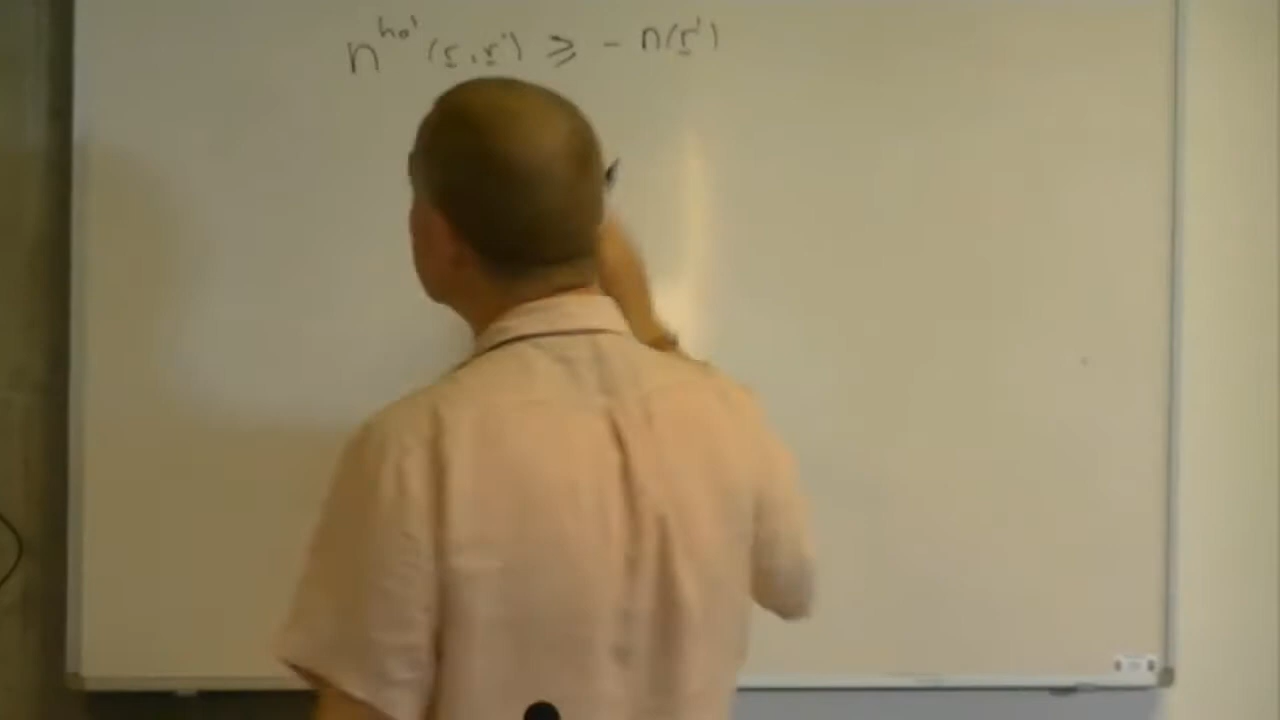 n^{hol} (r, r') ⩾ - n(r')